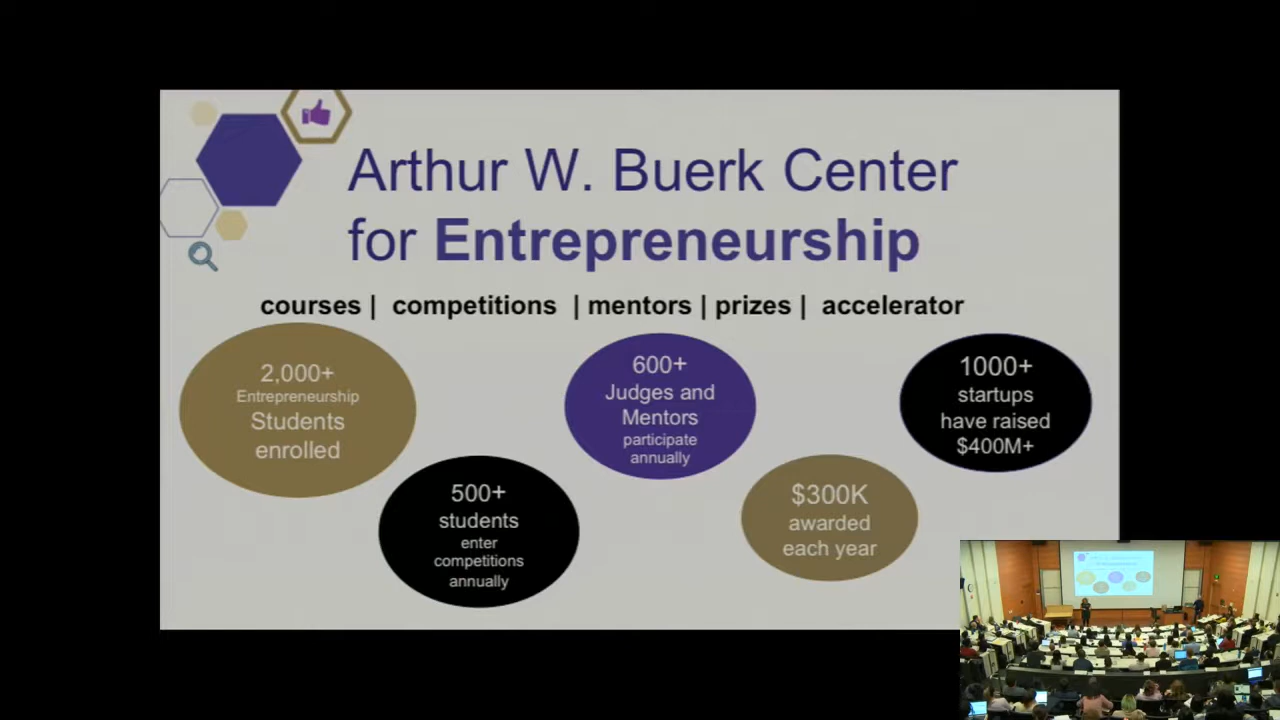 Arthur W. Buerk Center
for Entrepreneurship
courses | competitions | mentors | prizes | accelerator
2,000+
Entrepreneurship
Students
enrolled
500+
students
enter
competitions
annually
600+
Judges and
Mentors
participate
annually
$300K
awarded
each year
1000+
startups
have raised
$400M+